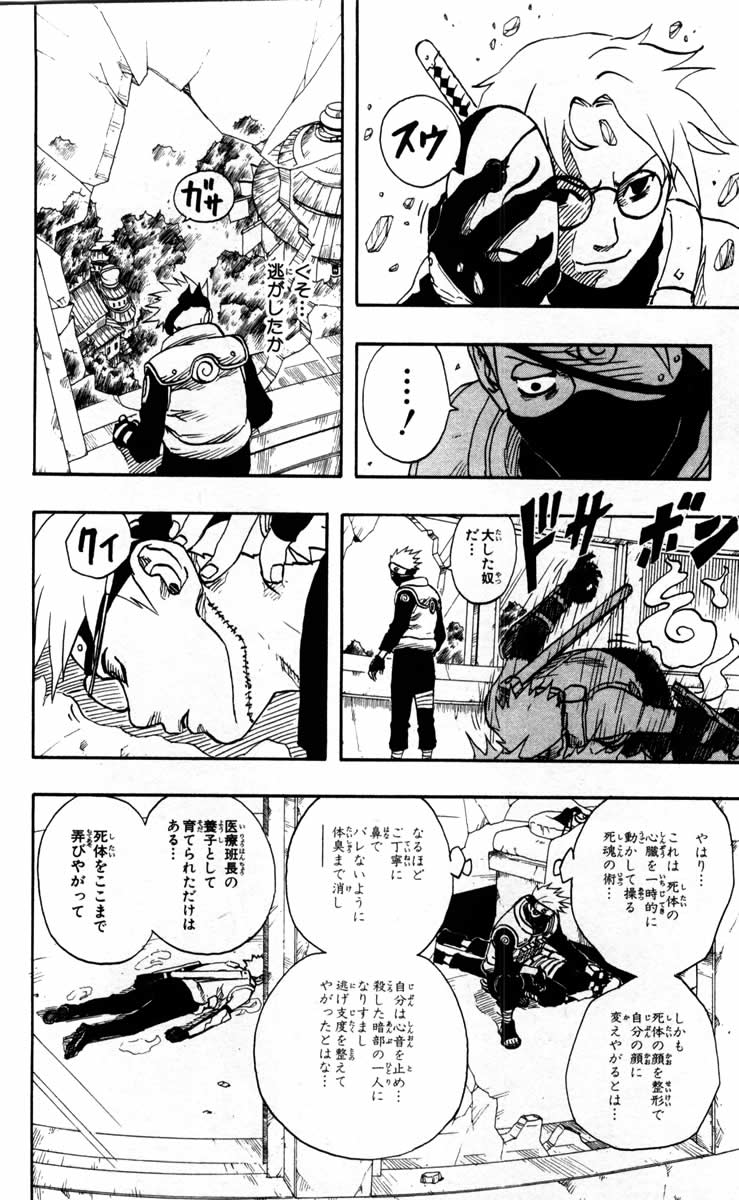 スウ
‥‥!
ガサ
くそ…
逃がしたか
ボンッ
ドサ
大した奴
だ…
クイ
やはり…
これは 死体の
心臓を一時的に
動かして操る
死魂の術…
しかも
死体の顔を整形で
自分の顔に
変えやがるとは…
なるほど
ご丁寧に
鼻で
バレないように
体臭まで消し
自分は心音を止め…
殺した暗部の一人に
なりすまし
逃げ支度を整えて
やがったとはな…
医療班長の
養子として
育てられただけは
ある…
死体をここまで
弄びやがって